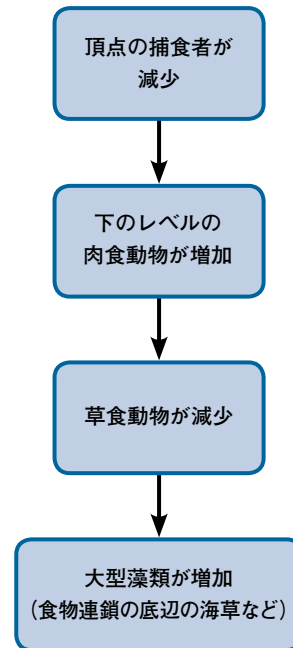 頂点の捕食者が
減少
下のレベルの
肉食動物が増加
草食動物が減少
大型藻類が増加
(食物連鎖の底辺の海草など)